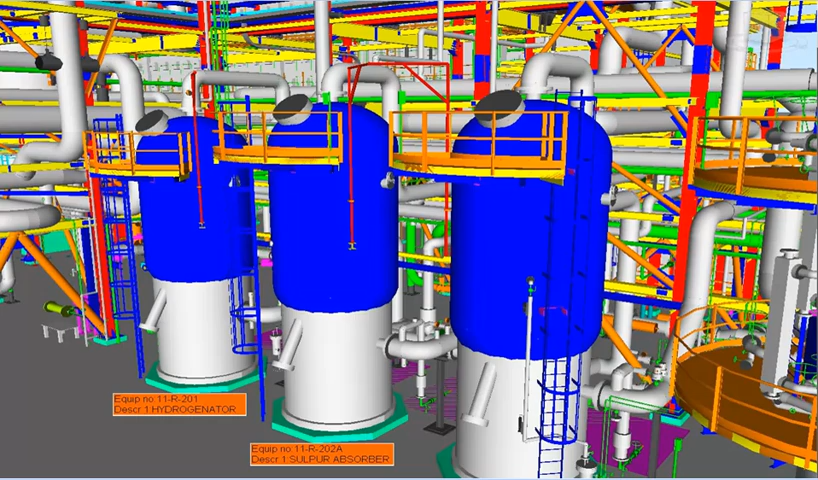 Equip no 11-R-201
Descr.1 HYDROGENATOR
Equip no 11-R-202A
Descr.1 SULPUR ABSORBER